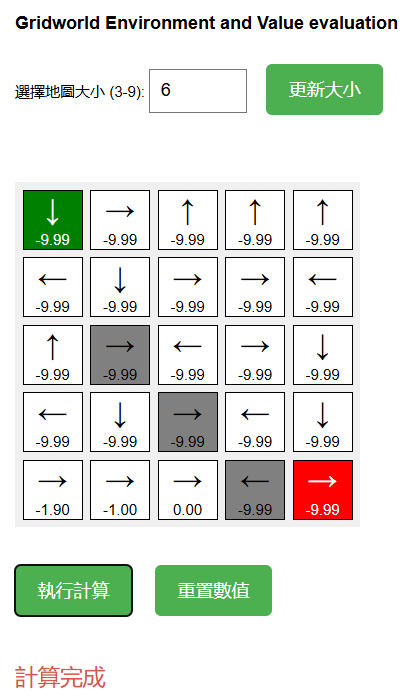 Gridworld Environment and Value evaluation
選擇地圖大小 (3-9): 6 更新大小
↓ → ↑ ↑ ↑
-9.99 -9.99 -9.99 -9.99 -9.99
← ↓ → → ←
-9.99 -9.99 -9.99 -9.99 -9.99
↑ → ← → ↓
-9.99 -9.99 -9.99 -9.99 -9.99
← ↓ → ← ↓
-9.99 -9.99 -9.99 -9.99 -9.99
→ → → ← →
-1.90 -1.00 0.00 -9.99 -9.99
執行計算 重置數值
計算完成